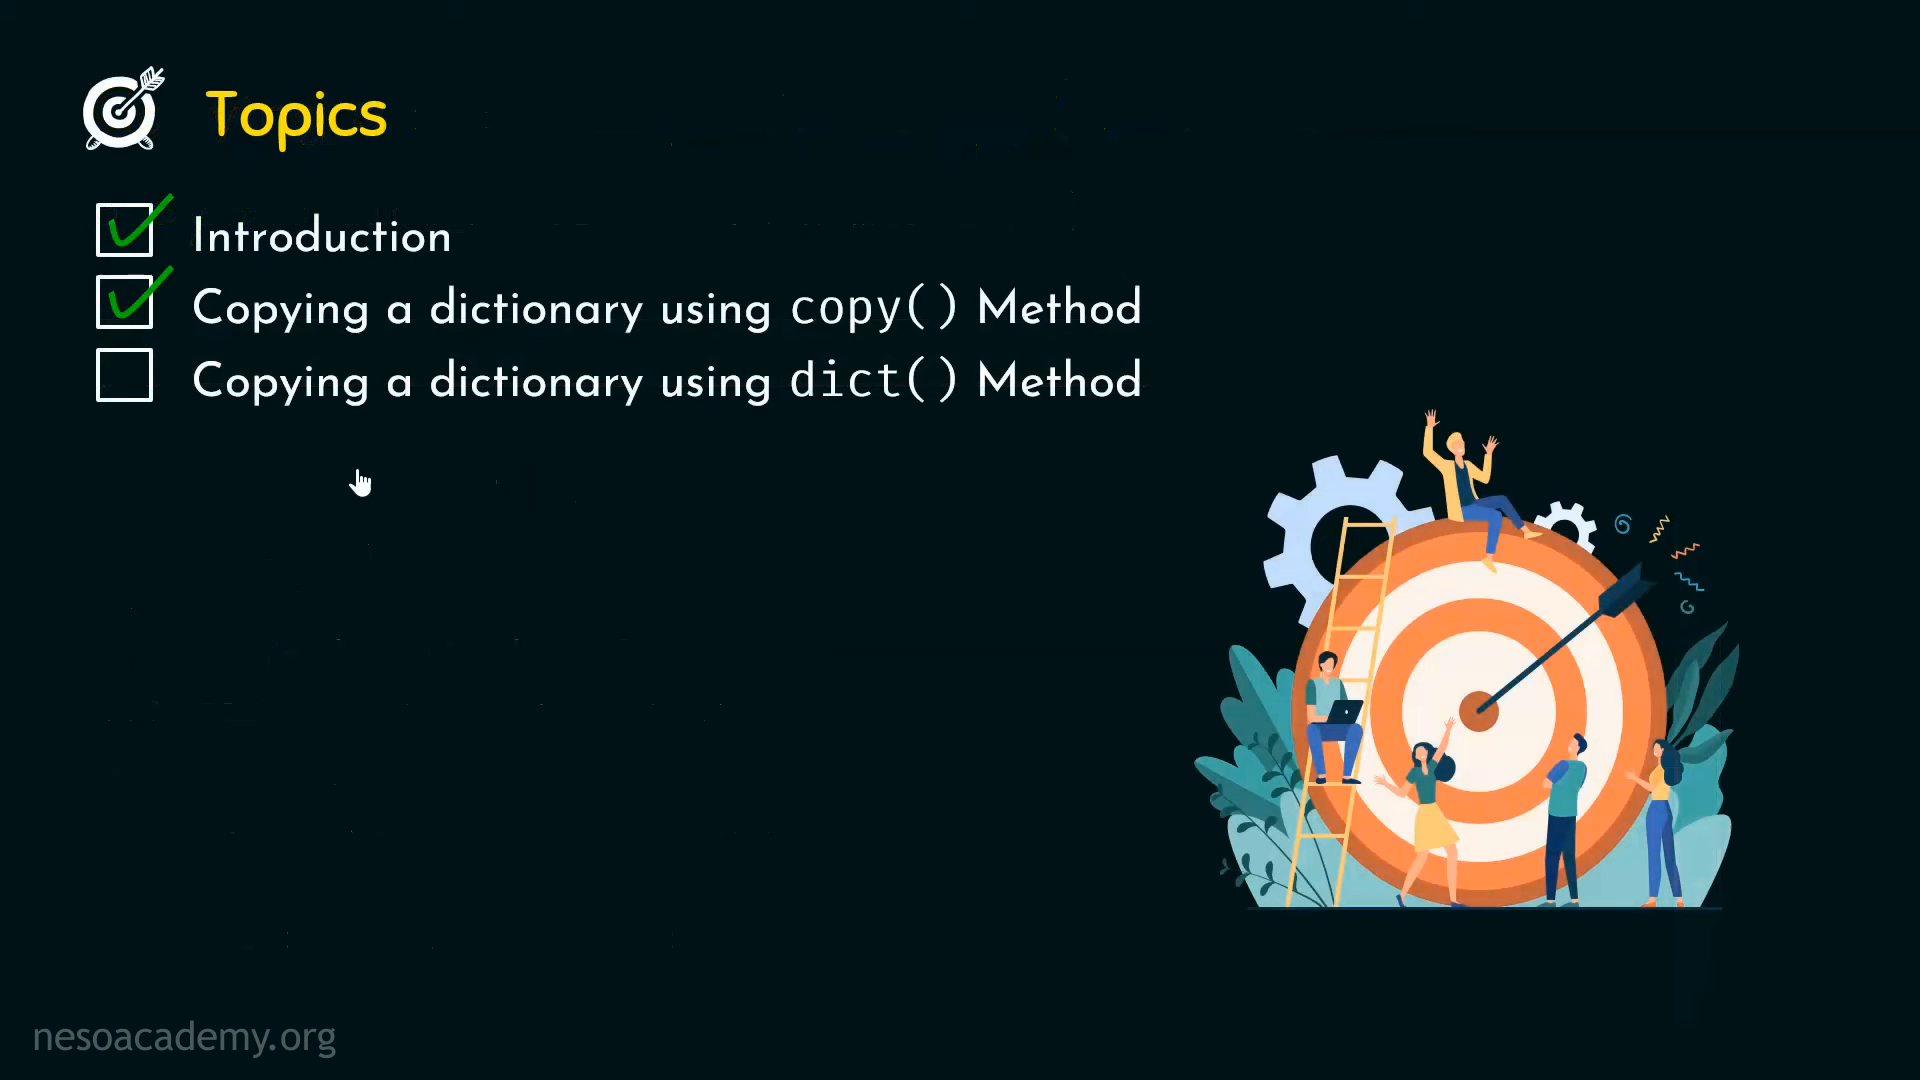 Topics
Introduction
Copying a dictionary using copy() Method
Copying a dictionary using dict() Method
nesoacademy.org